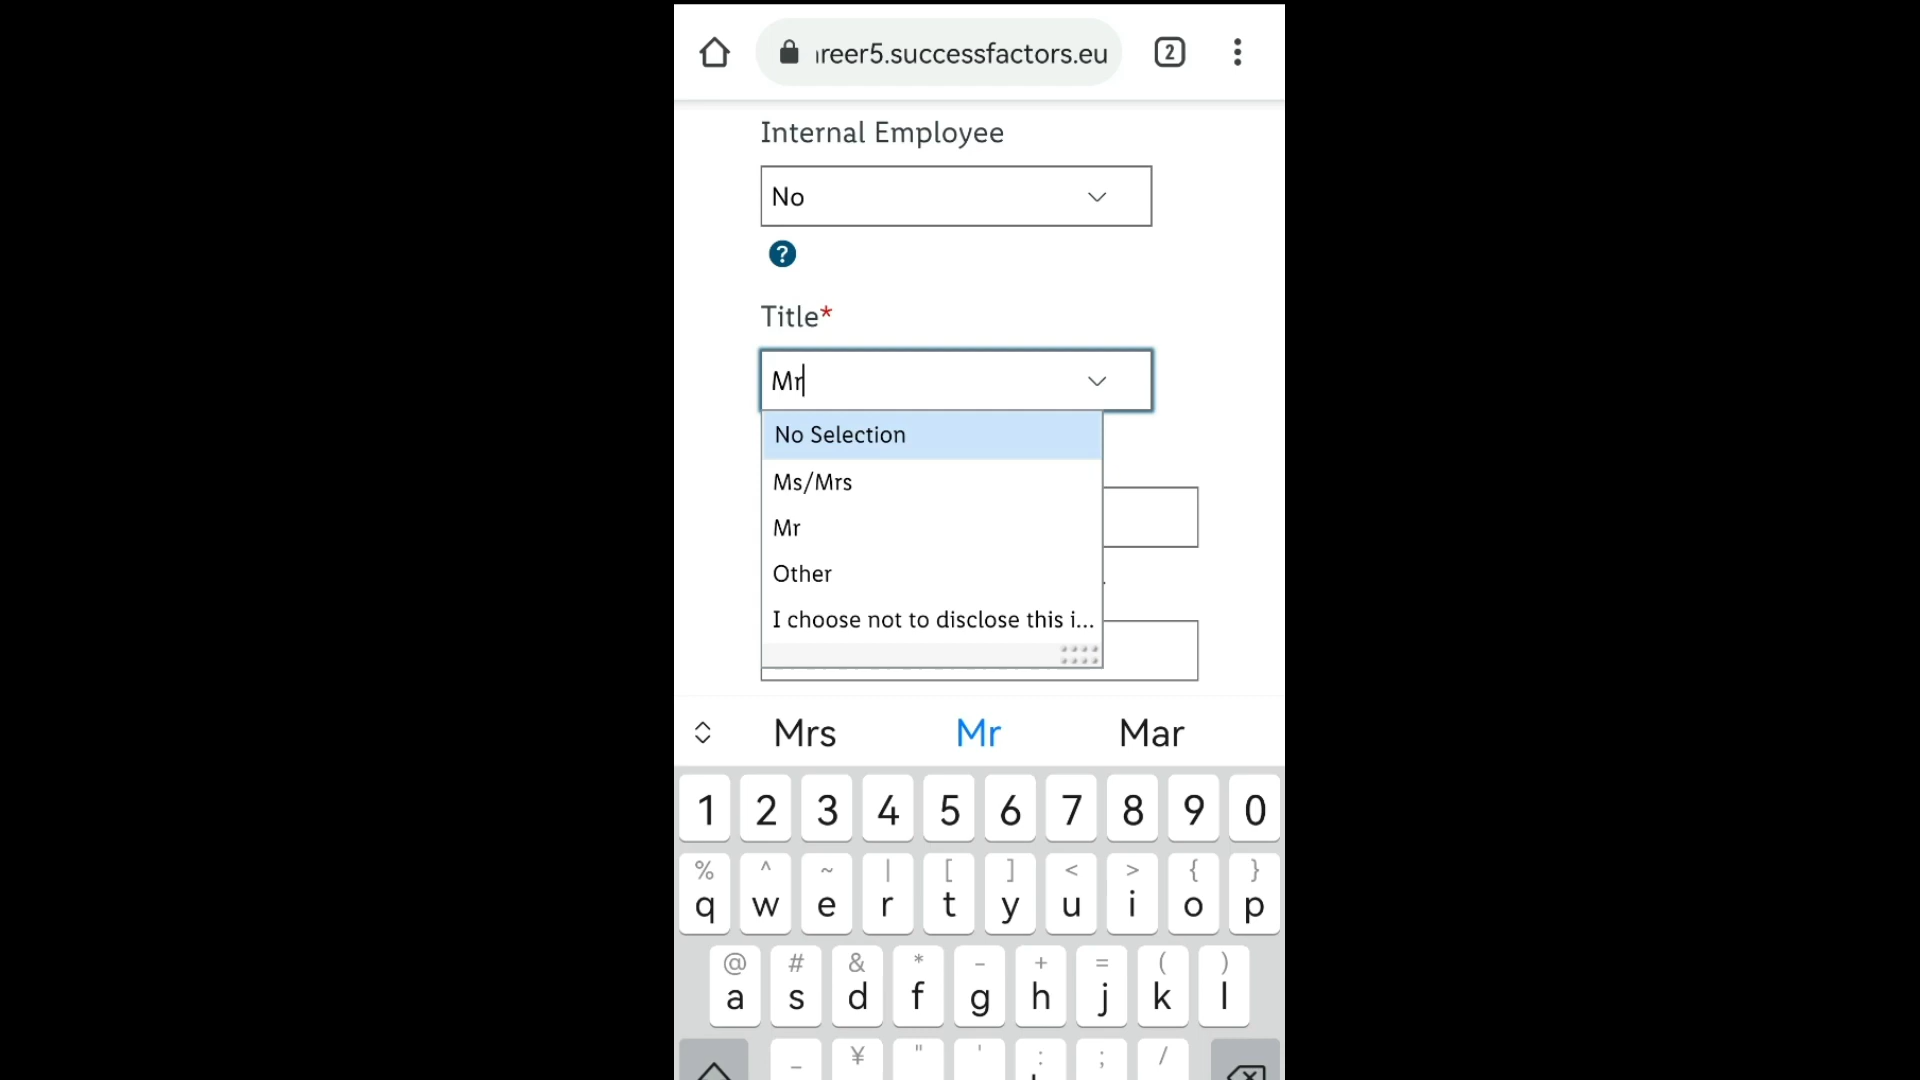 reer5.successfactors.eu
2
Internal Employee
No
?
Title*
Mr
No Selection
Ms/Mrs
Mr
Other
I choose not to disclose this i...
Mrs Mr Mar
1 2 3 4 5 6 7 8 9 0
% ^ ~ | [ ] < > { }
q w e r t y u i o p
@ # & * - + = ( )
a s d f g h j k l
_ ¥ " ' : ; /